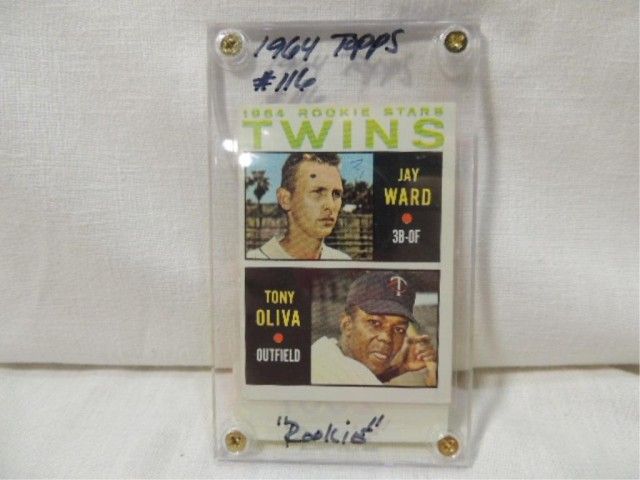 1964 Topps
#116
1964 ROOKIE STARS
TWINS
JAY
WARD
3B-OF
TONY
OLIVA
OUTFIELD
T
"Rookie"